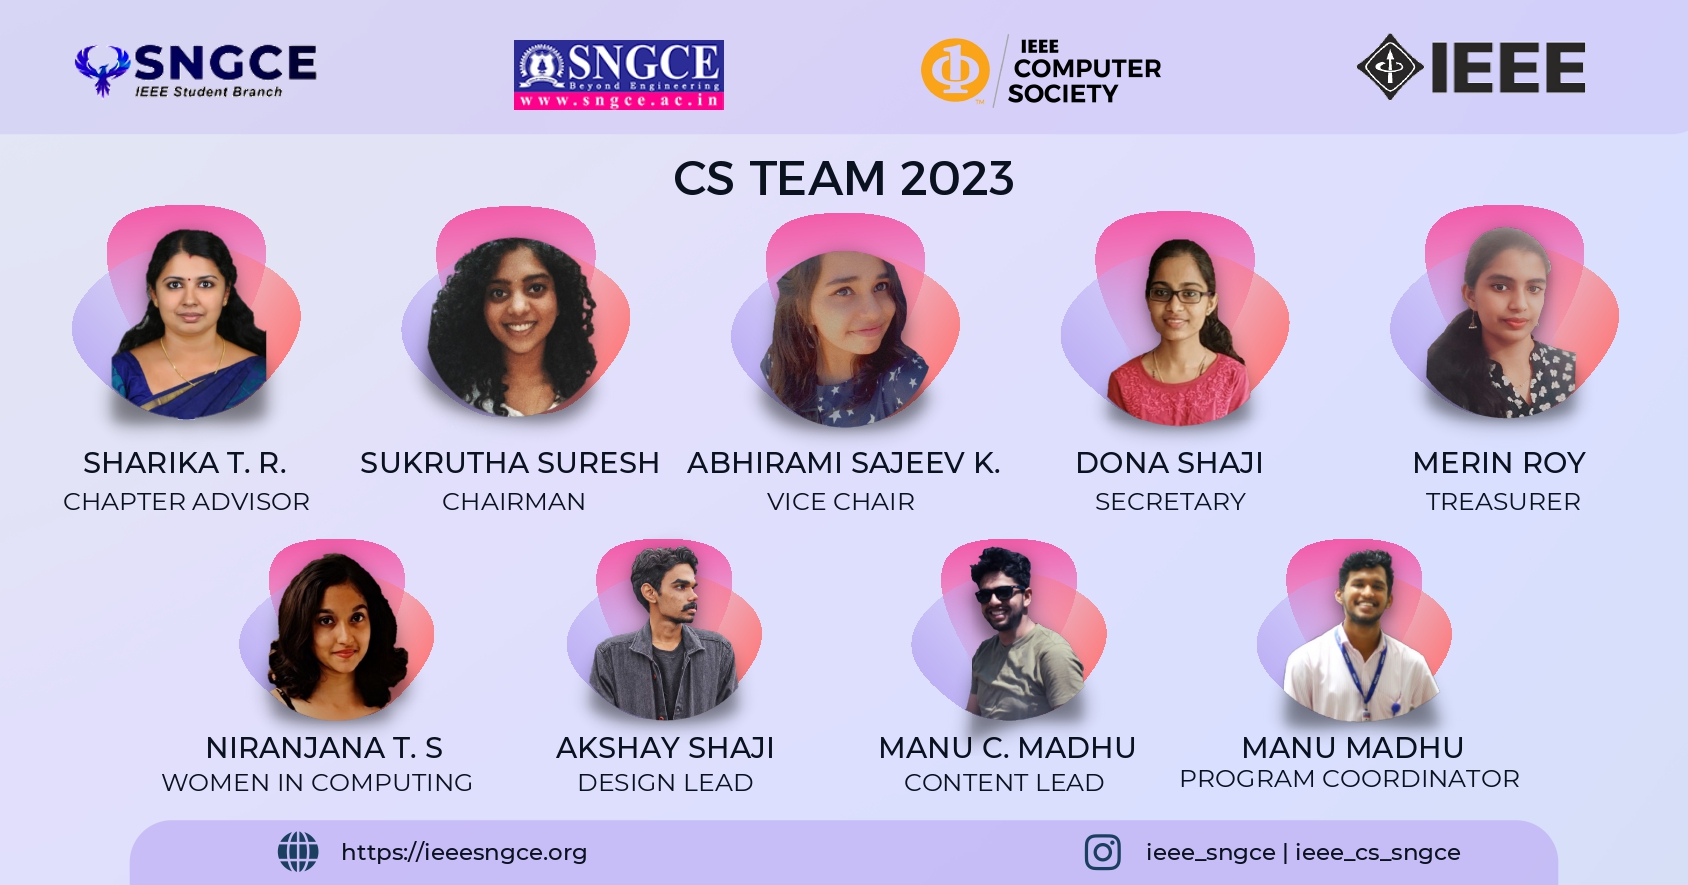 SNGCE
IEEE Student Branch
SNGCE
Beyond Engineering
www.sngce.ac.in
IEEE
COMPUTER
SOCIETY
TM
IEEE
CS TEAM 2023
SHARIKA T. R.
CHAPTER ADVISOR
SUKRUTHA SURESH
CHAIRMAN
ABHIRAMI SAJEEV K.
VICE CHAIR
DONA SHAJI
SECRETARY
MERIN ROY
TREASURER
NIRANJANA T. S
WOMEN IN COMPUTING
AKSHAY SHAJI
DESIGN LEAD
MANU C. MADHU
CONTENT LEAD
MANU MADHU
PROGRAM COORDINATOR
https://ieeesngce.org
ieee_sngce | ieee_cs_sngce